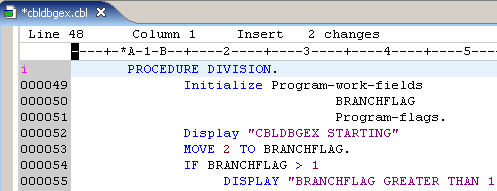 *cbldbgex.cbl
Line 48 Column 1 Insert 2 changes
----+-*A-1-B--+----2----+----3----+----4----+----5
i PROCEDURE DIVISION.
000049 Initialize Program-work-fields
000050 BRANCHFLAG
000051 Program-flags.
000052 Display "CBLDBGEX STARTING"
000053 MOVE 2 TO BRANCHFLAG.
000054 IF BRANCHFLAG > 1
000055 DISPLAY "BRANCHFLAG GREATER THAN 1